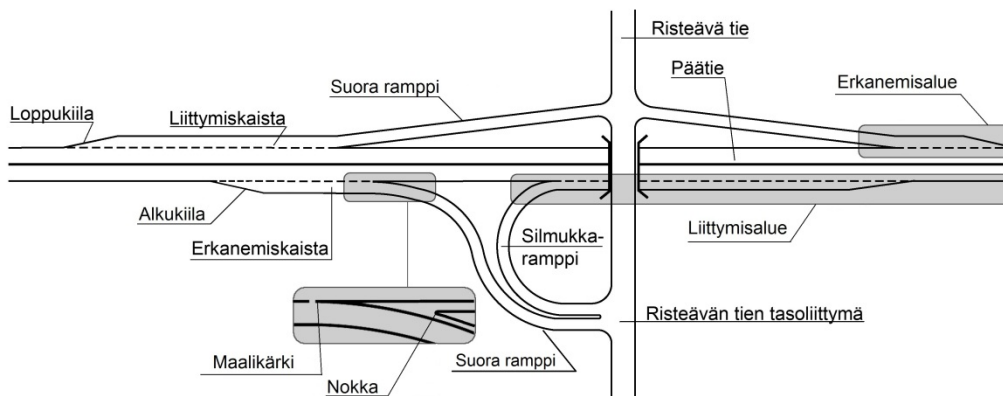 Risteävä tie
Päätie
Erkanemisalue
Suora ramppi
Loppukiila
Liittymiskaista
Alkukiila
Erkanemiskaista
Silmukka-
ramppi
Liittymisalue
Risteävän tien tasoliittymä
Maalikärki
Suora ramppi
Nokka